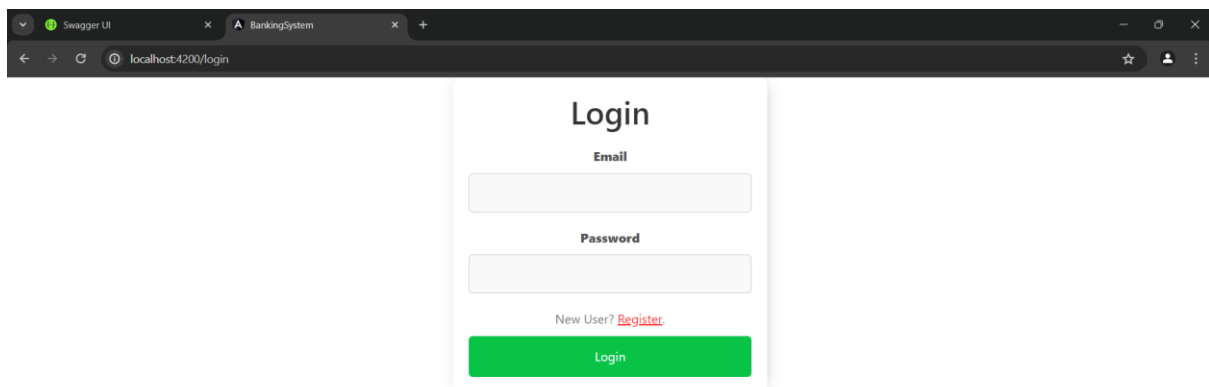 Swagger UI
BankingSystem
localhost:4200/login
Login
Email
Password
New User? Register.
Login